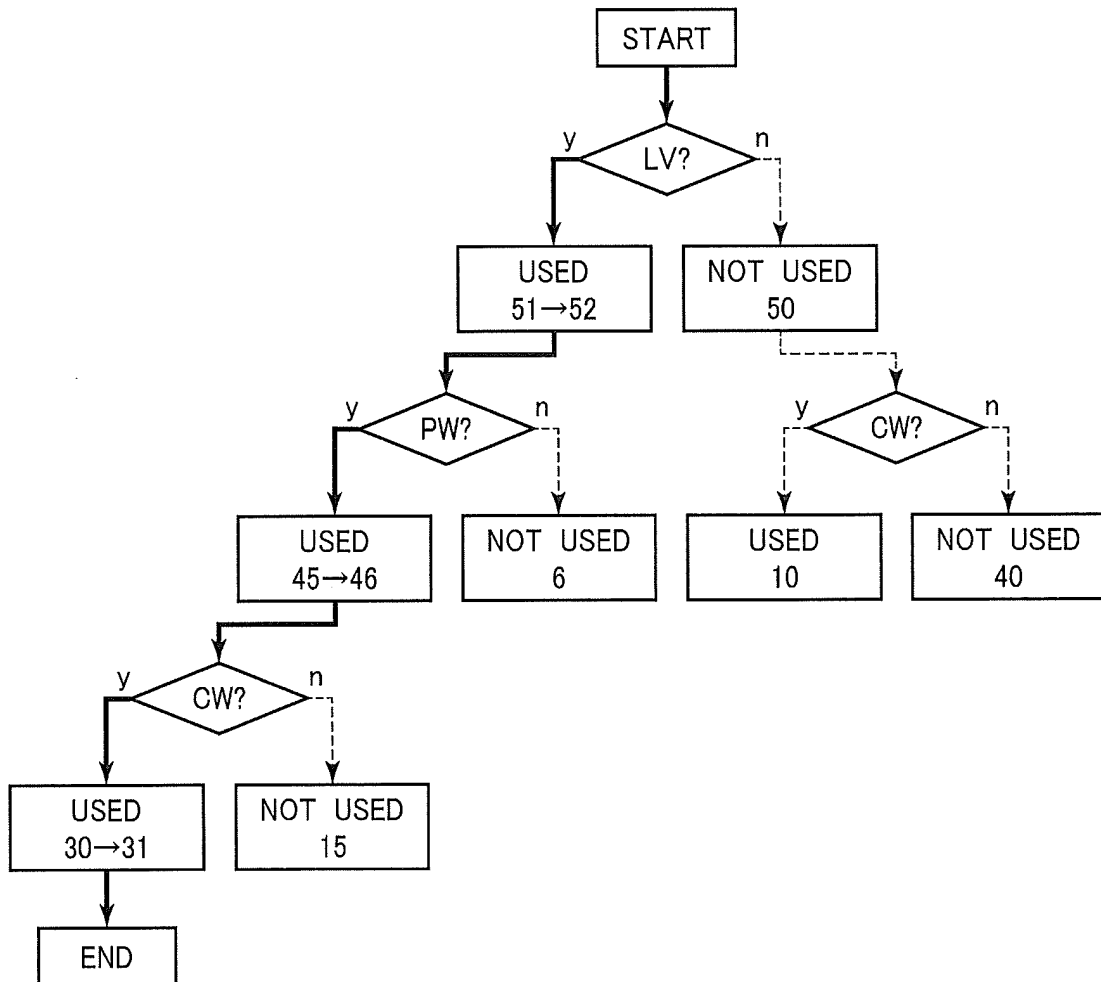 START
y
n
LV?
USED
51→52
NOT USED
50
y
n
PW?
y
n
CW?
USED
45→46
NOT USED
6
USED
10
NOT USED
40
y
n
CW?
USED
30→31
NOT USED
15
END